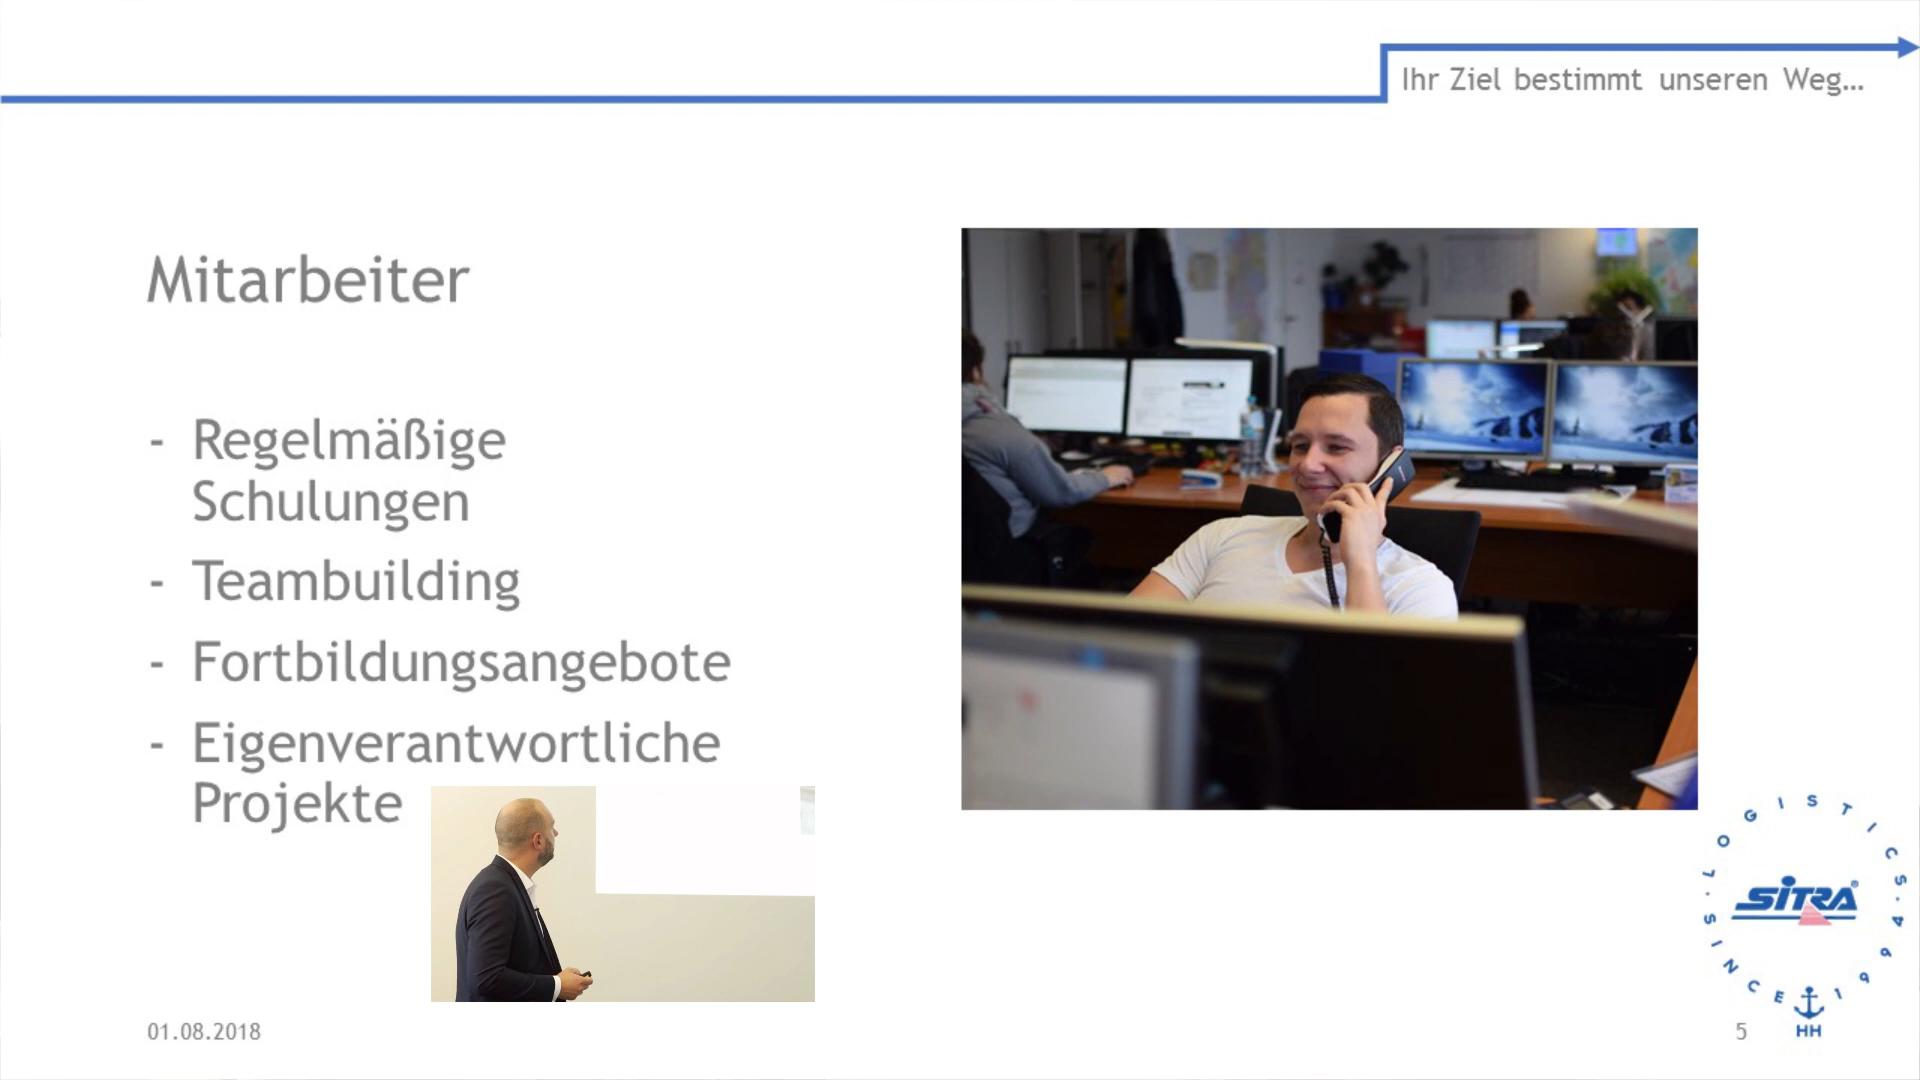 Ihr Ziel bestimmt unseren Weg...
Mitarbeiter
- Regelmäßige
Schulungen
- Teambuilding
- Fortbildungsangebote
- Eigenverantwortliche
Projekte
LOGISTICS · SINCE 1994 ·
SITRA®
HH
01.08.2018
5